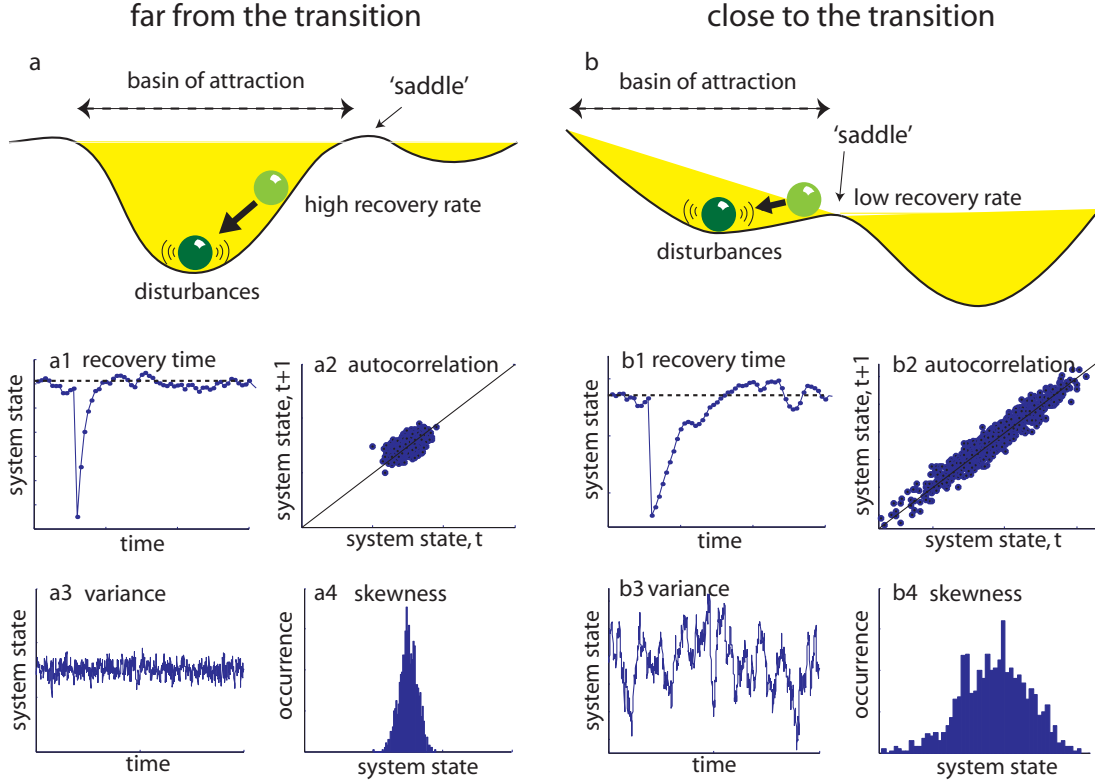 far from the transition
close to the transition
a
basin of attraction
'saddle'
high recovery rate
disturbances
b
basin of attraction
'saddle'
low recovery rate
disturbances
a1 recovery time
system state
time
a2 autocorrelation
system state, t+1
system state, t
b1 recovery time
system state
time
b2 autocorrelation
system state, t+1
system state, t
a3 variance
system state
time
a4 skewness
occurrence
system state
b3 variance
system state
time
b4 skewness
occurrence
system state